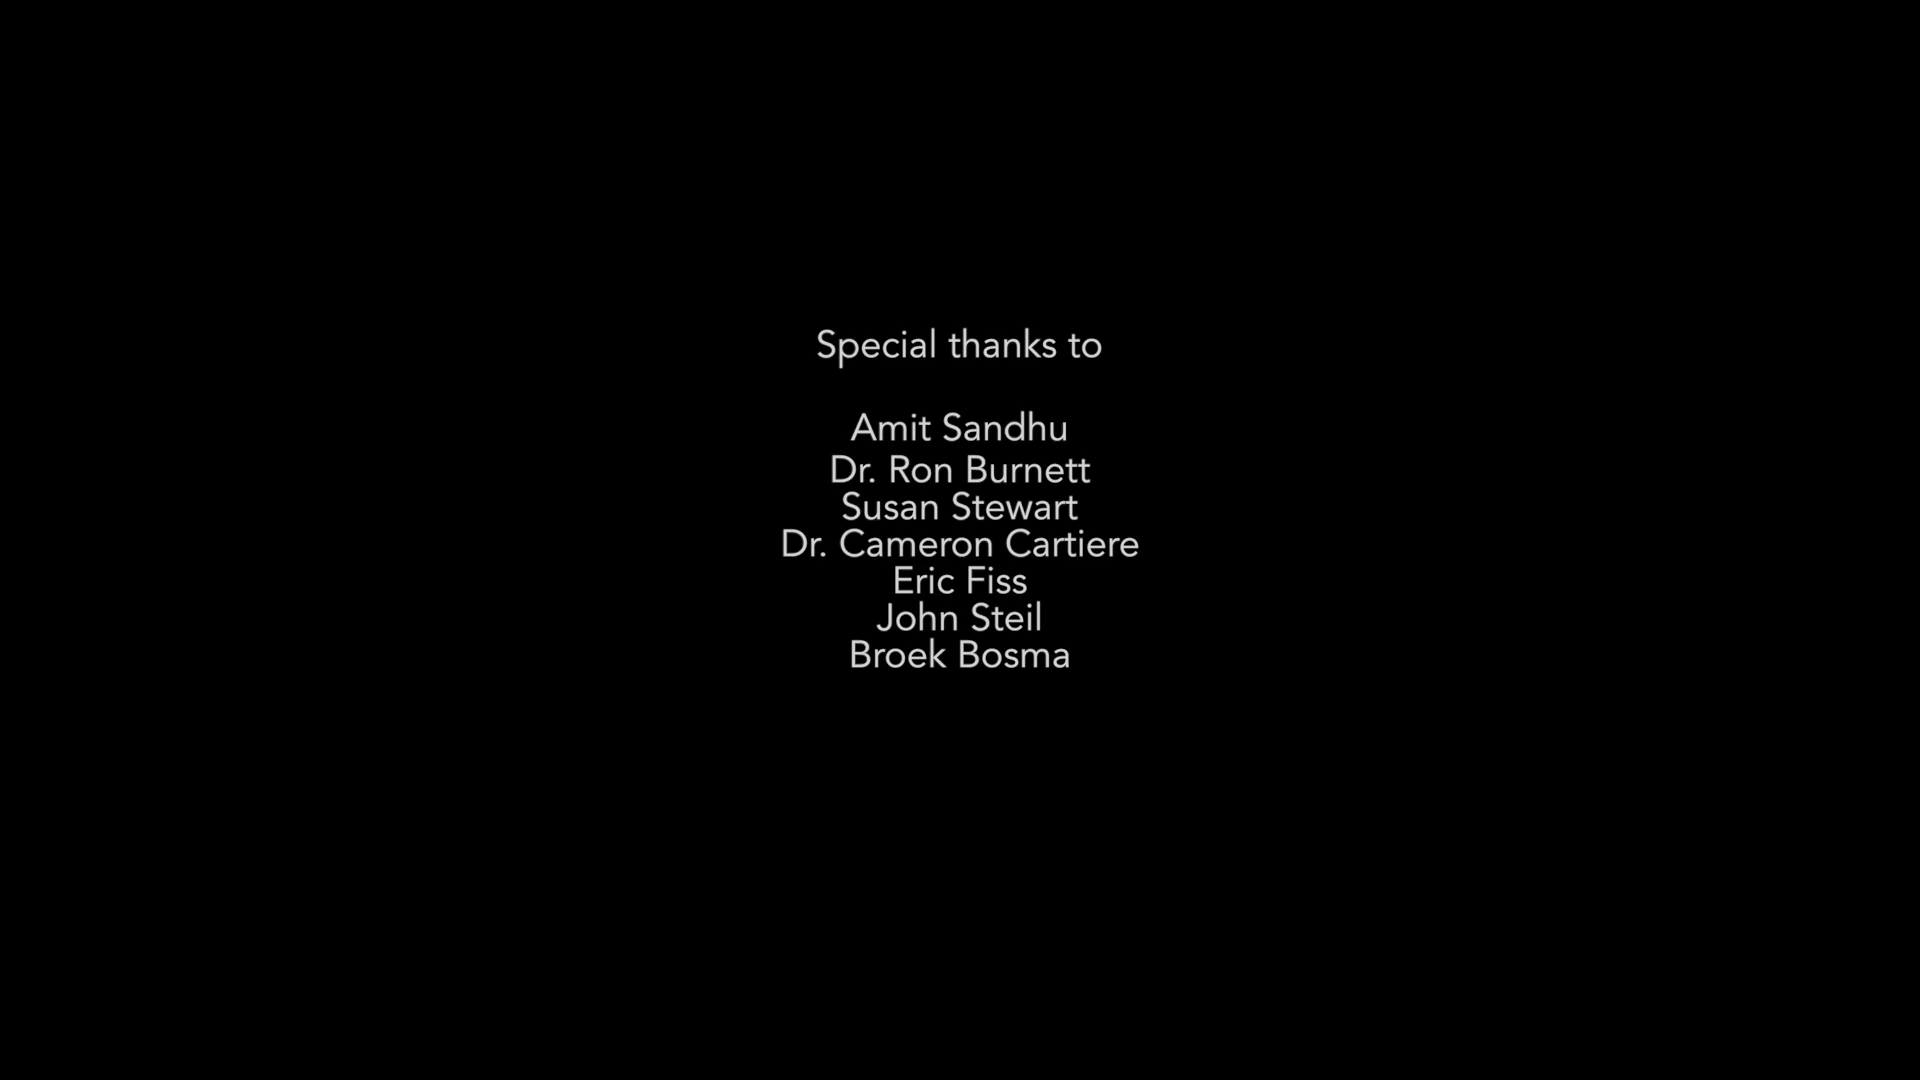 Special thanks to
Amit Sandhu
Dr. Ron Burnett
Susan Stewart
Dr. Cameron Cartiere
Eric Fiss
John Steil
Broek Bosma